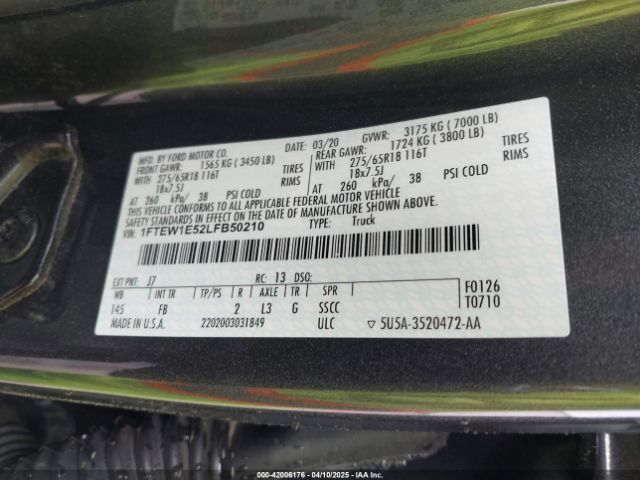 MFD. BY FORD MOTOR CO. DATE: 03/20 GVWR: 3175 KG ( 7000 LB)
FRONT GAWR: 1565 KG ( 3450 LB) REAR GAWR: 1724 KG ( 3800 LB)
WITH 275/65R18 116T TIRES WITH 275/65R18 116T TIRES
18x7.5J RIMS 18x7.5J RIMS
AT 260 kPa/ 38 PSI COLD AT 260 kPa/ 38 PSI COLD
THIS VEHICLE CONFORMS TO ALL APPLICABLE FEDERAL MOTOR VEHICLE
SAFETY STANDARDS IN EFFECT ON THE DATE OF MANUFACTURE SHOWN ABOVE.
VIN: 1FTEW1E52LFB50210 TYPE: Truck
EXT PNT: J7 RC: 13 DSO: F0126
WB INT TR TP/PS R AXLE TR SPR T0710
145 FB 2 L3 G SSCC
MADE IN U.S.A. 2202003031849 ULC ▽ 5U5A-3520472-AA
000-42006176 | 04/10/2025 | Copyright © IAA, LLC